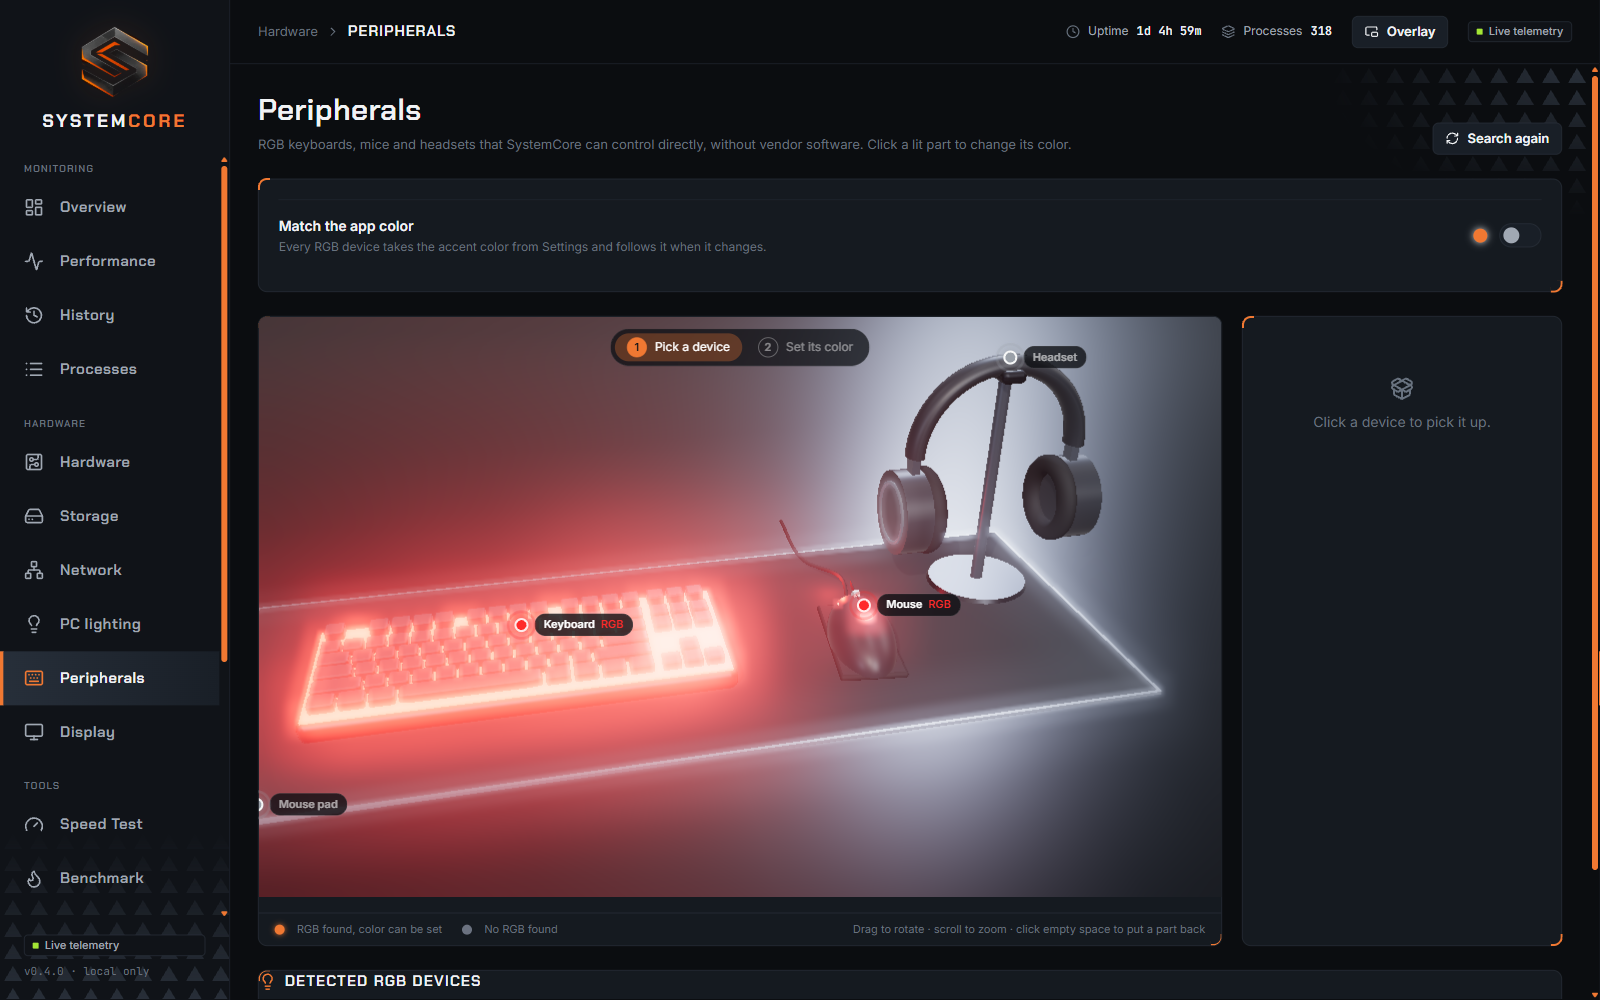 SYSTEMCORE
MONITORING
Overview
Performance
History
Processes
HARDWARE
Hardware
Storage
Network
PC lighting
Peripherals
Display
TOOLS
Speed Test
Benchmark
Live telemetry
v0.4.0 · local only
Hardware > PERIPHERALS
Uptime 1d 4h 59m
Processes 318
Overlay
Live telemetry
Peripherals
RGB keyboards, mice and headsets that SystemCore can control directly, without vendor software. Click a lit part to change its color.
Search again
Match the app color
Every RGB device takes the accent color from Settings and follows it when it changes.
1 Pick a device
2 Set its color
Headset
Mouse RGB
Keyboard RGB
Mouse pad
Click a device to pick it up.
RGB found, color can be set
No RGB found
Drag to rotate · scroll to zoom · click empty space to put a part back
DETECTED RGB DEVICES